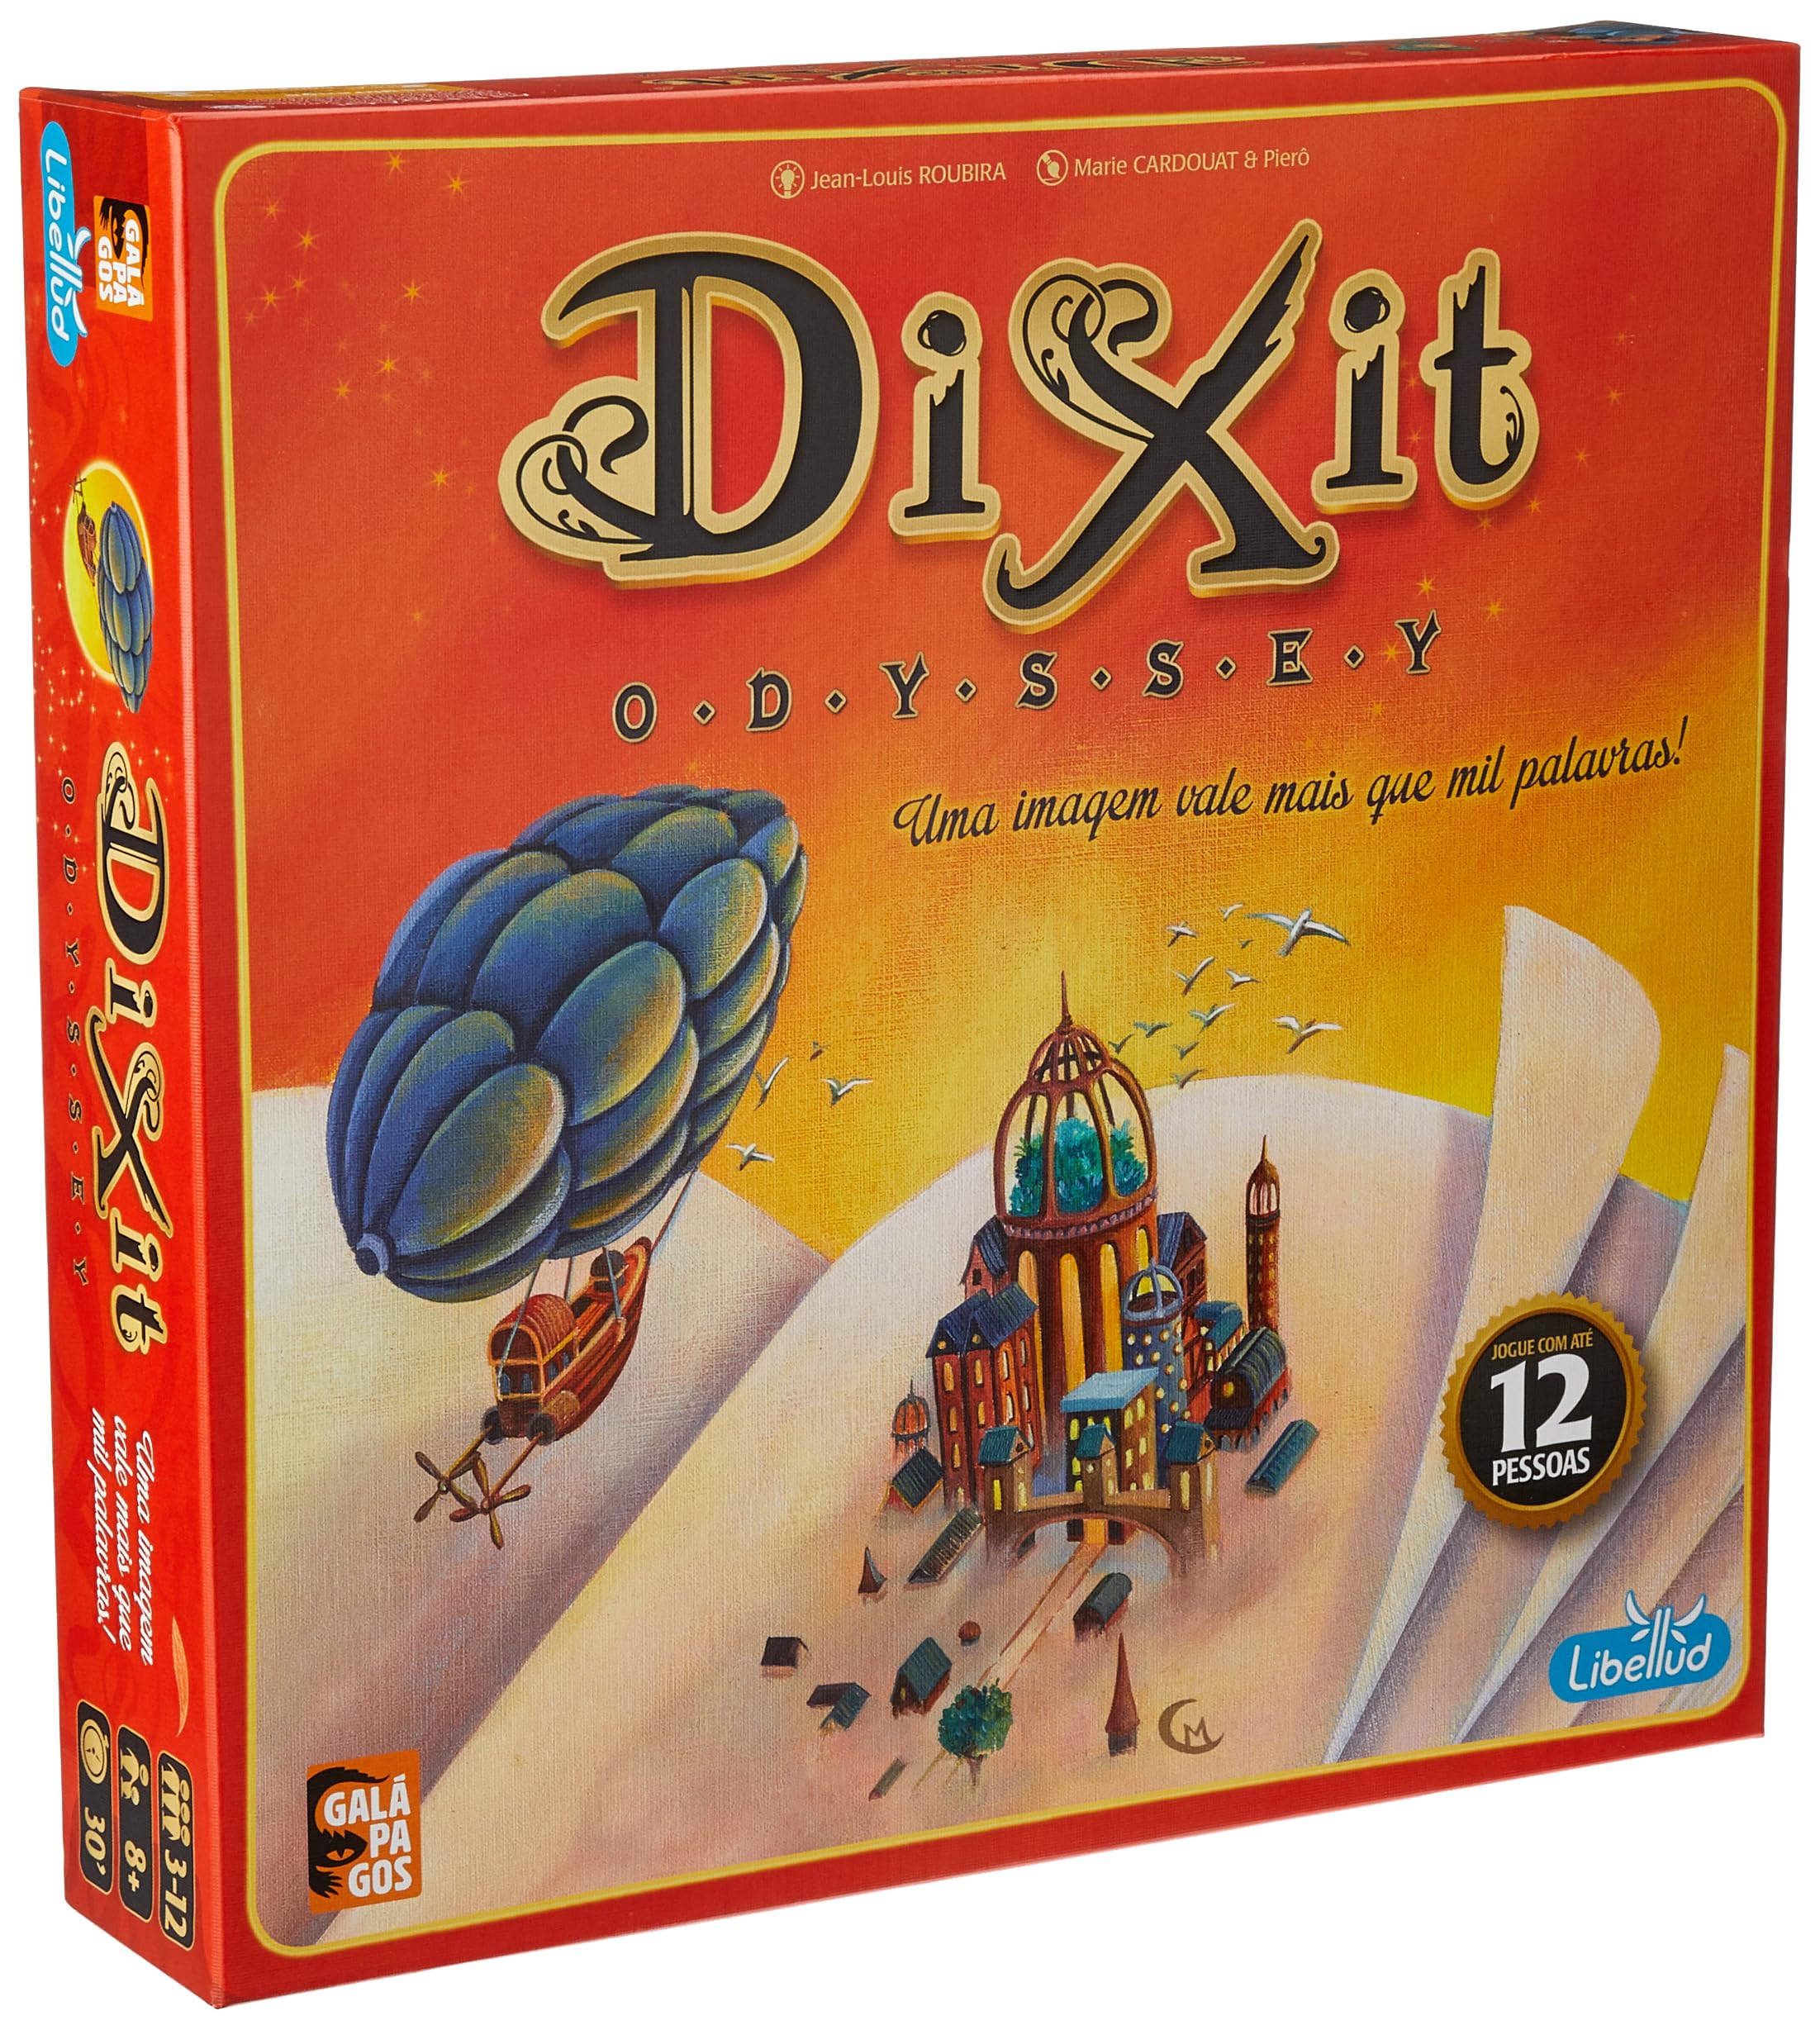 Jean-Louis ROUBIRA Marie CARDOUAT & Pierô
DiXit
O·D·Y·S·S·E·Y
Uma imagem vale mais que mil palavras!
JOGUE COM ATÉ
12
PESSOAS
Libellud
GALÁ
PA
GOS
CM
Libellud
GALÁ
PA
GOS
DiXit
O·D·Y·S·S·E·Y
Uma imagem
vale mais que
mil palavras!
3-12
8+
30'